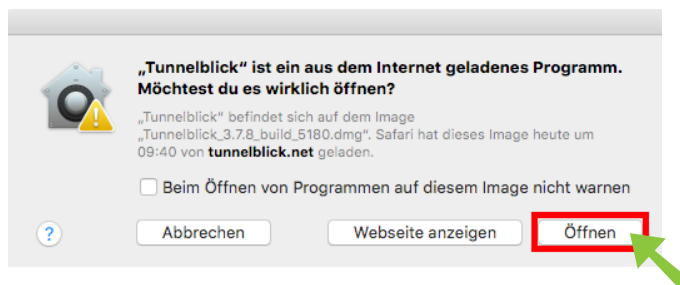 „Tunnelblick“ ist ein aus dem Internet geladenes Programm.
Möchtest du es wirklich öffnen?
„Tunnelblick“ befindet sich auf dem Image
„Tunnelblick_3.7.8_build_5180.dmg“. Safari hat dieses Image heute um
09:40 von tunnelblick.net geladen.
Beim Öffnen von Programmen auf diesem Image nicht warnen
? Abbrechen Webseite anzeigen Öffnen